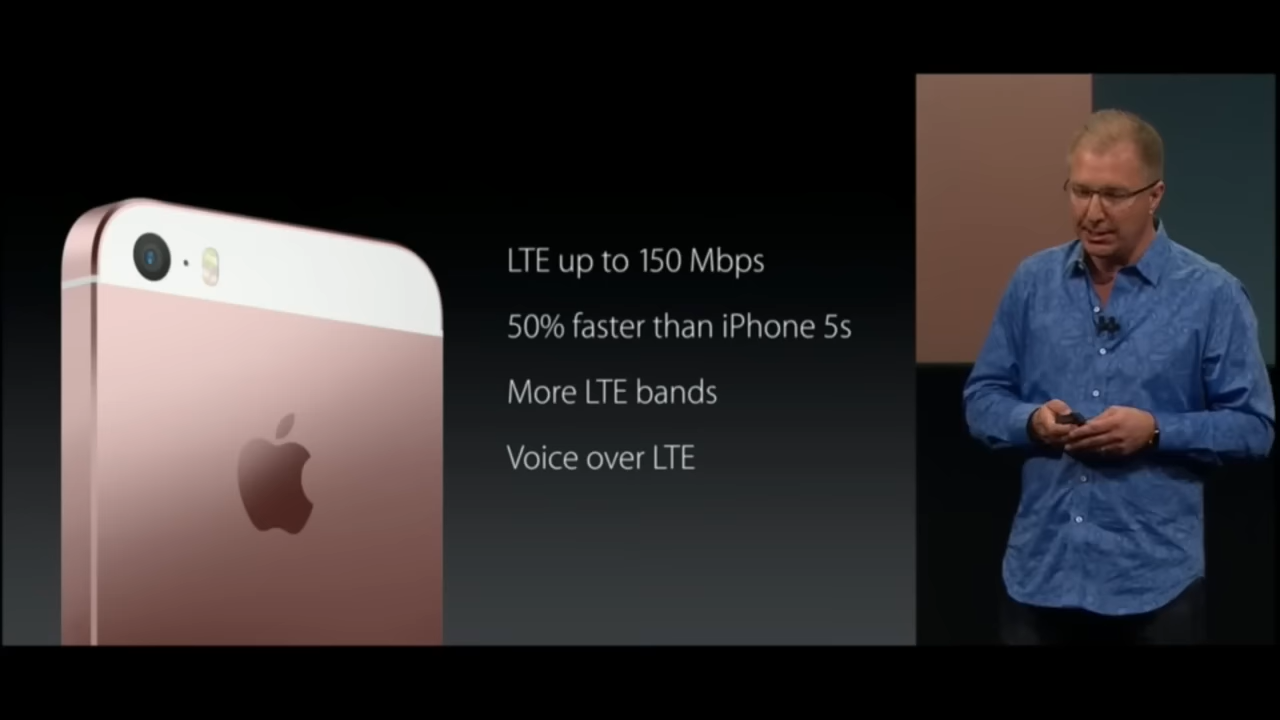 LTE up to 150 Mbps
50% faster than iPhone 5s
More LTE bands
Voice over LTE